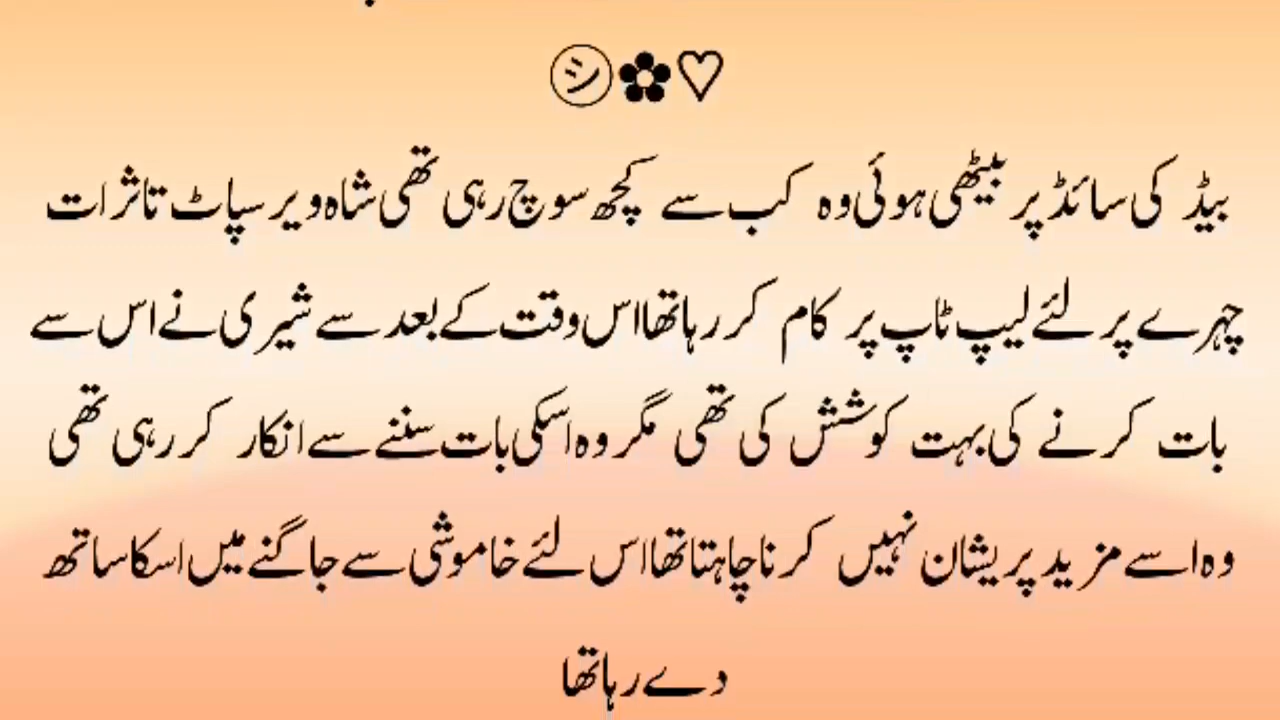 ㋛✿♡
بیڈ کی سائڈ پر بیٹھی ہوئی وہ کب سے کچھ سوچ رہی تھی شاہ ویر سپاٹ تاثرات
چہرے پر لئے لیپ ٹاپ پر کام کر رہا تھا اس وقت کے بعد سے شیری نے اس سے
بات کرنے کی بہت کوشش کی تھی مگر وہ اسکی بات سننے سے انکار کر رہی تھی
وہ اسے مزید پریشان نہیں کرنا چاہتا تھا اس لئے خاموشی سے جاگنے میں اسکا ساتھ
دے رہا تھا